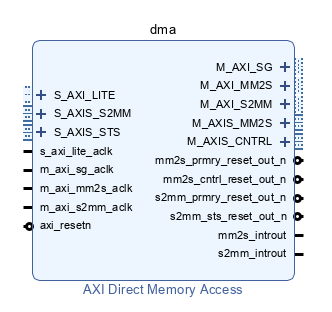 dma
M_AXI_SG
M_AXI_MM2S
S_AXI_LITE
M_AXI_S2MM
S_AXIS_S2MM
M_AXIS_MM2S
S_AXIS_STS
M_AXIS_CNTRL
s_axi_lite_aclk
mm2s_prmry_reset_out_n
m_axi_sg_aclk
mm2s_cntrl_reset_out_n
m_axi_mm2s_aclk
s2mm_prmry_reset_out_n
m_axi_s2mm_aclk
s2mm_sts_reset_out_n
axi_resetn
mm2s_introut
s2mm_introut
AXI Direct Memory Access